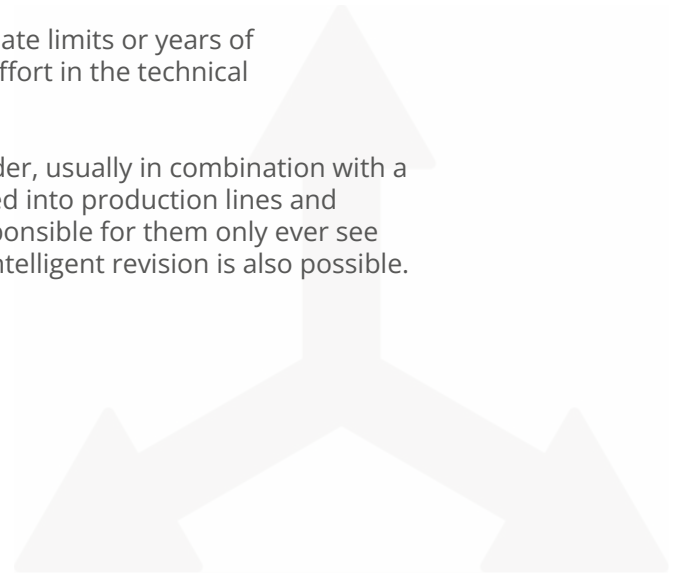 ate limits or years of
ffort in the technical
der, usually in combination with a
ed into production lines and
ponsible for them only ever see
ntelligent revision is also possible.